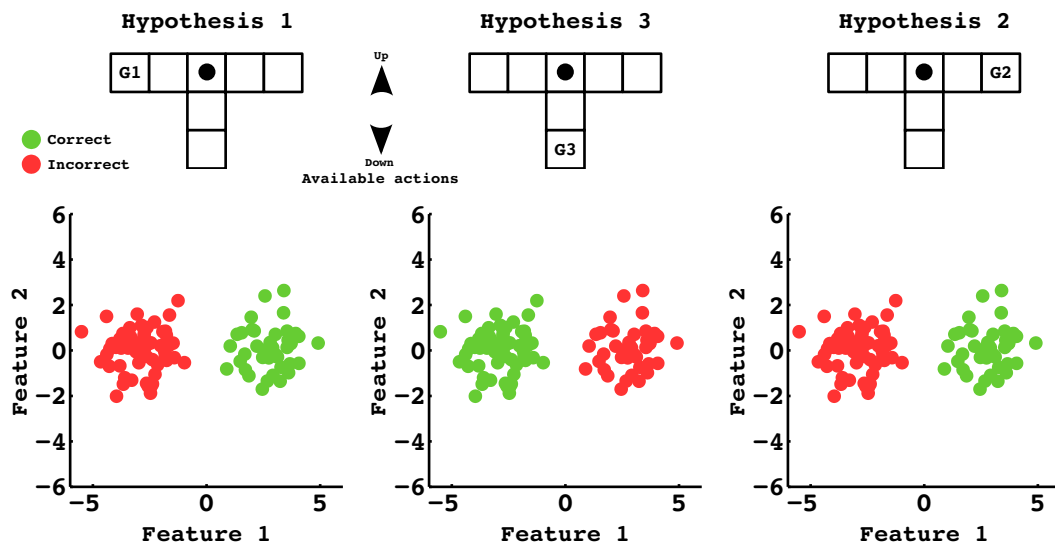 Hypothesis 1
Hypothesis 3
Hypothesis 2
G1
Up
G2
Correct
Incorrect
G3
Down
Available actions
6
4
2
0
−2
−4
−6
−5
0
5
Feature 2
Feature 1
6
4
2
0
−2
−4
−6
−5
0
5
Feature 2
Feature 1
6
4
2
0
−2
−4
−6
−5
0
5
Feature 2
Feature 1